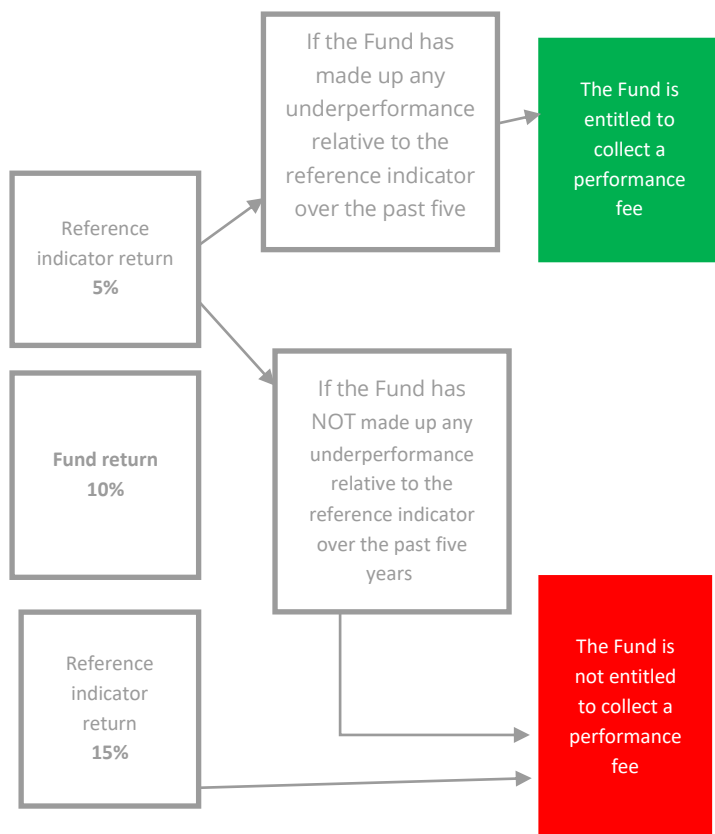 If the Fund has
made up any
underperformance
relative to the
reference indicator
over the past five
The Fund is
entitled to
collect a
performance
fee
Reference
indicator return
5%
If the Fund has
NOT made up any
underperformance
relative to the
reference indicator
over the past five
years
Fund return
10%
Reference
indicator
return
15%
The Fund is
not entitled
to collect a
performance
fee